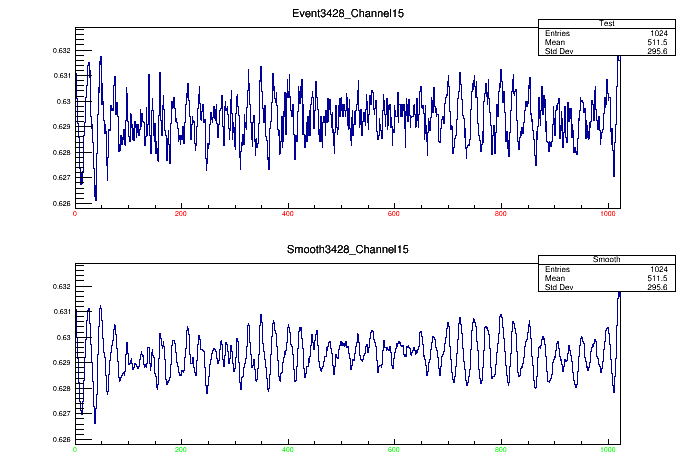 Event3428_Channel15
Test
Entries 1024
Mean 511.5
Std Dev 295.6
0.632
0.631
0.63
0.629
0.628
0.627
0.626
0 200 400 600 800 1000
Smooth3428_Channel15
Smooth
Entries 1024
Mean 511.5
Std Dev 295.6
0.632
0.631
0.63
0.629
0.628
0.627
0.626
0 200 400 600 800 1000